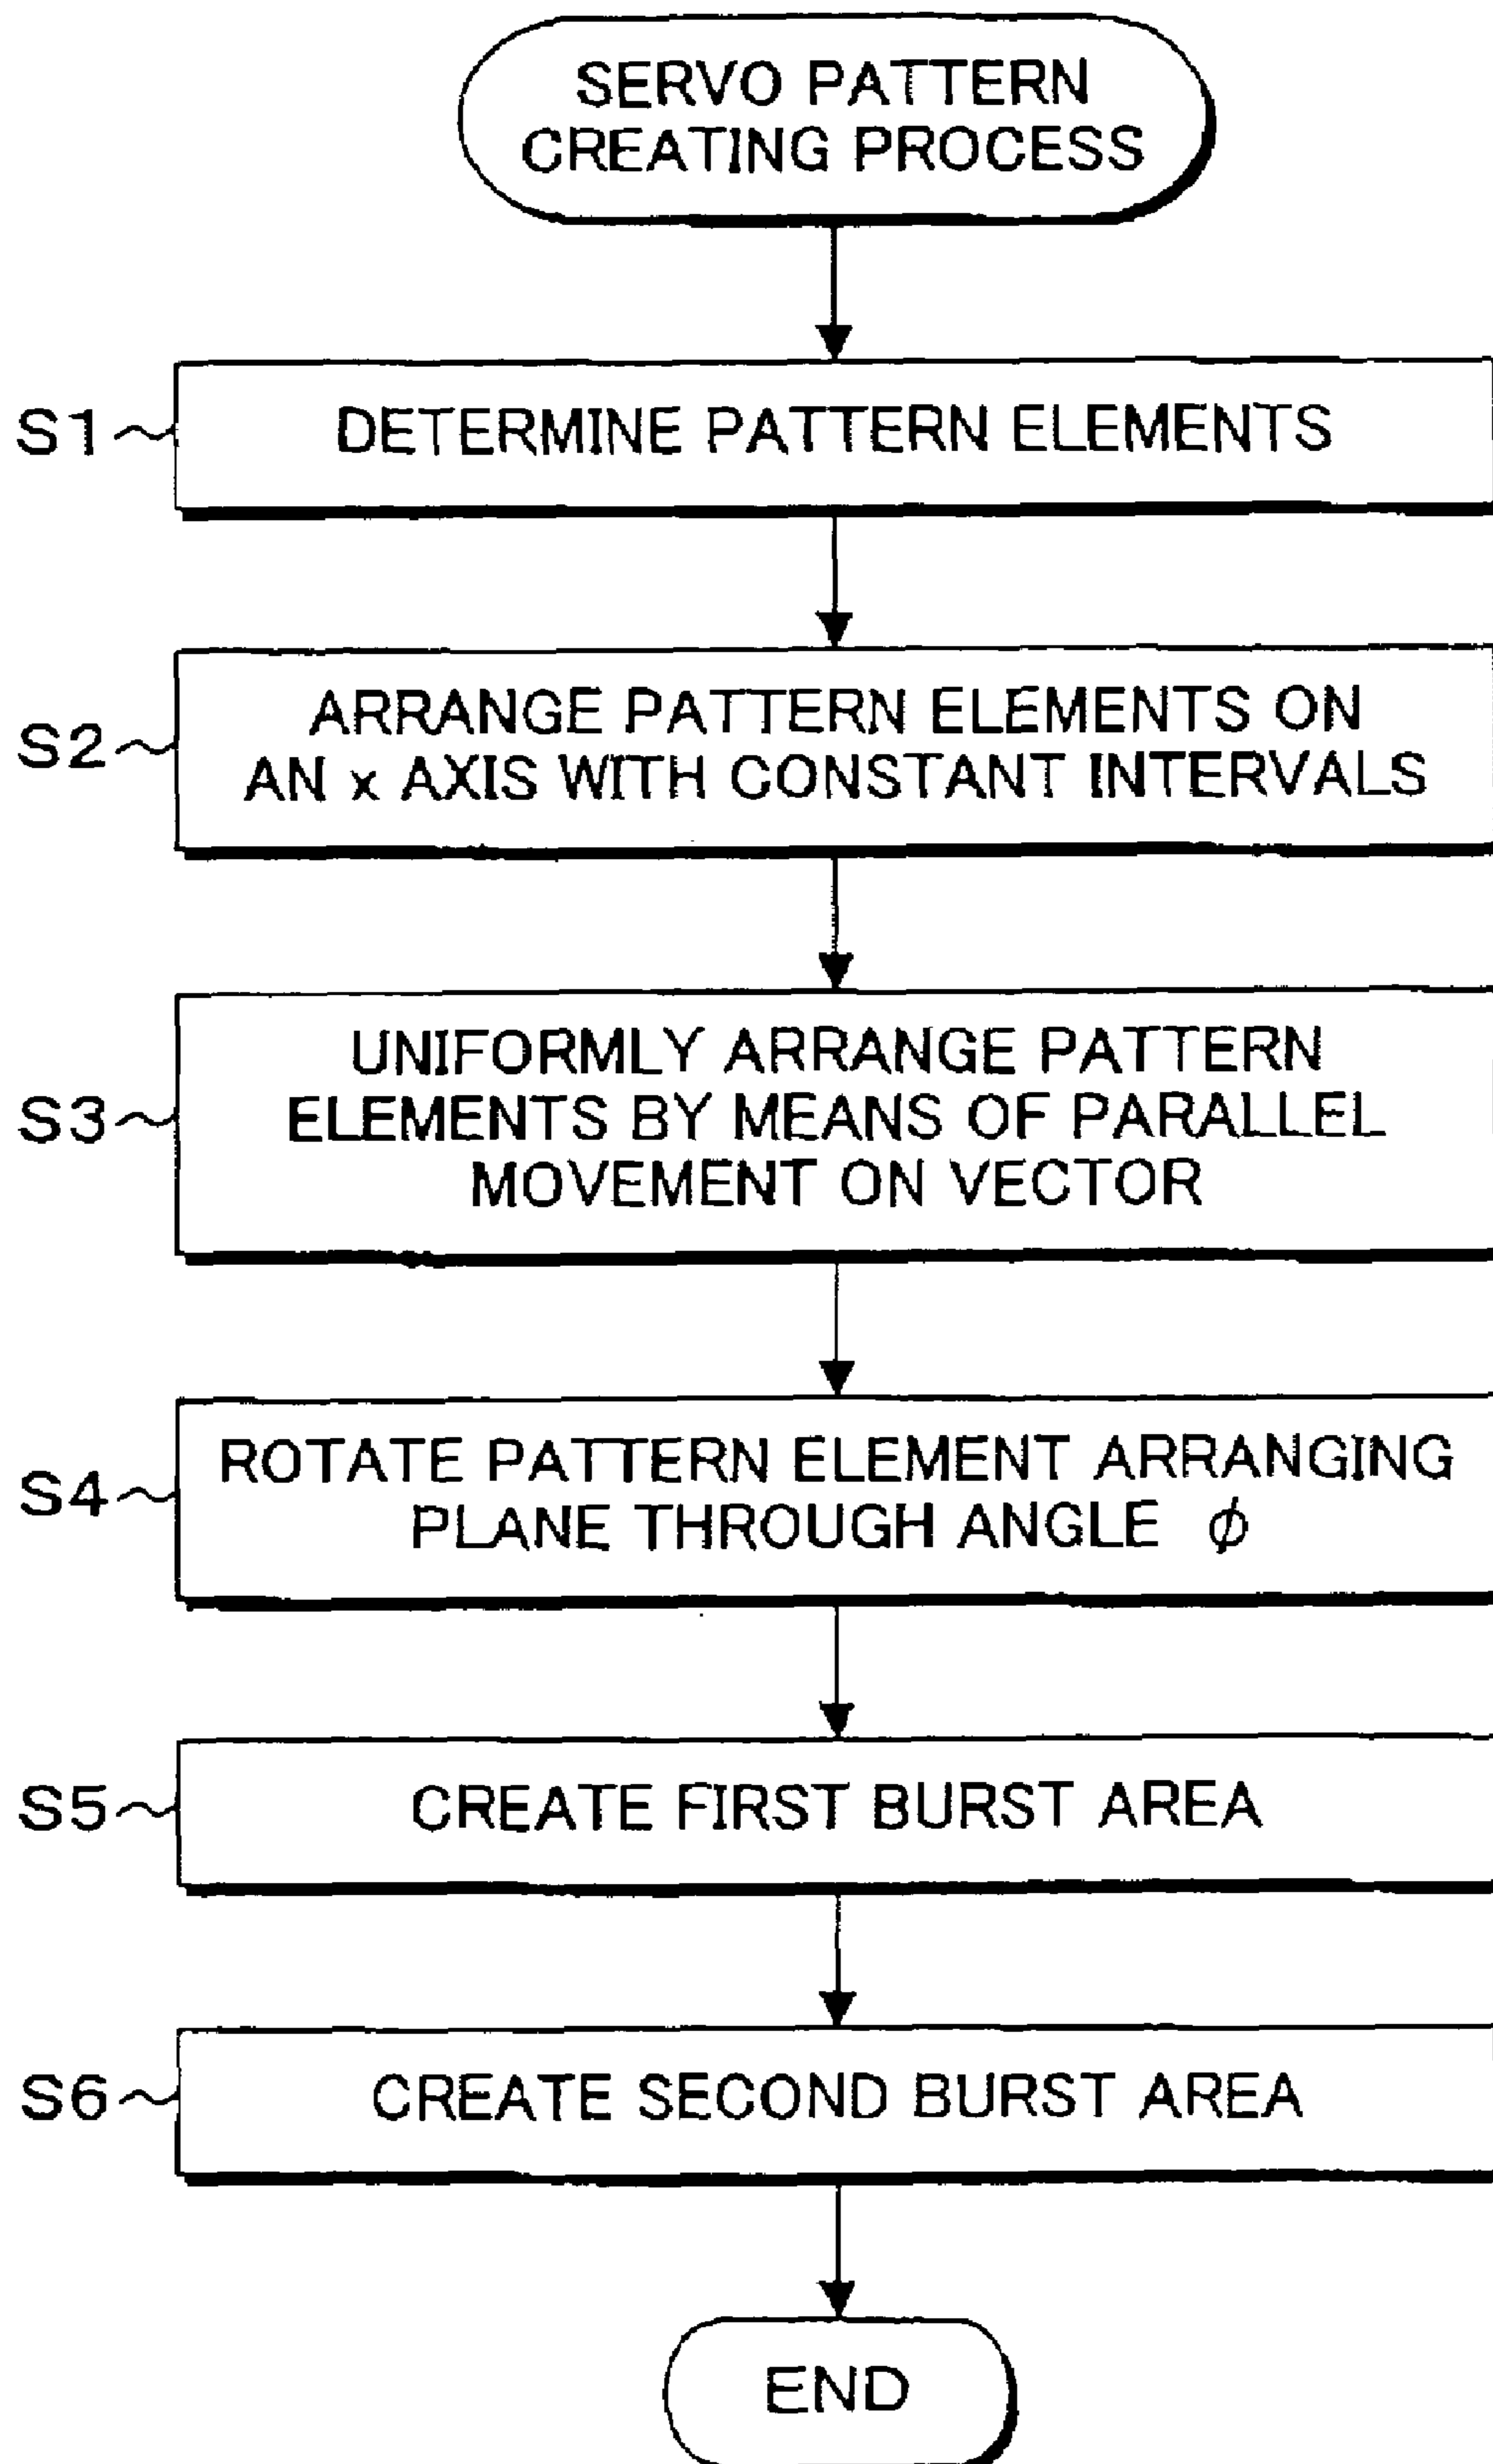 SERVO PATTERN
CREATING PROCESS
S1
DETERMINE PATTERN ELEMENTS
S2
ARRANGE PATTERN ELEMENTS ON
AN x AXIS WITH CONSTANT INTERVALS
S3
UNIFORMLY ARRANGE PATTERN
ELEMENTS BY MEANS OF PARALLEL
MOVEMENT ON VECTOR
S4
ROTATE PATTERN ELEMENT ARRANGING
PLANE THROUGH ANGLE ϕ
S5
CREATE FIRST BURST AREA
S6
CREATE SECOND BURST AREA
END